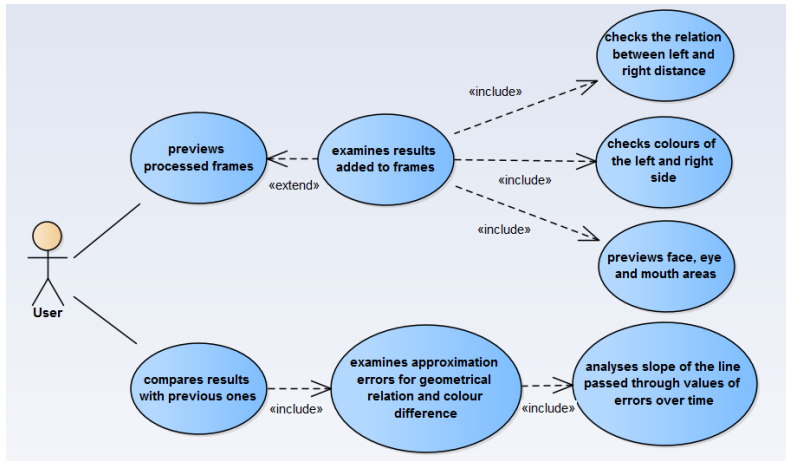 checks the relation
between left and
right distance
«include»
previews
processed frames
«extend»
examines results
added to frames
checks colours of
the left and right
side
«include»
«include»
previews face, eye
and mouth areas
User
compares results
with previous ones
«include»
examines approximation
errors for geometrical
relation and colour
difference
«include»
analyses slope of the line
passed through values of
errors over time